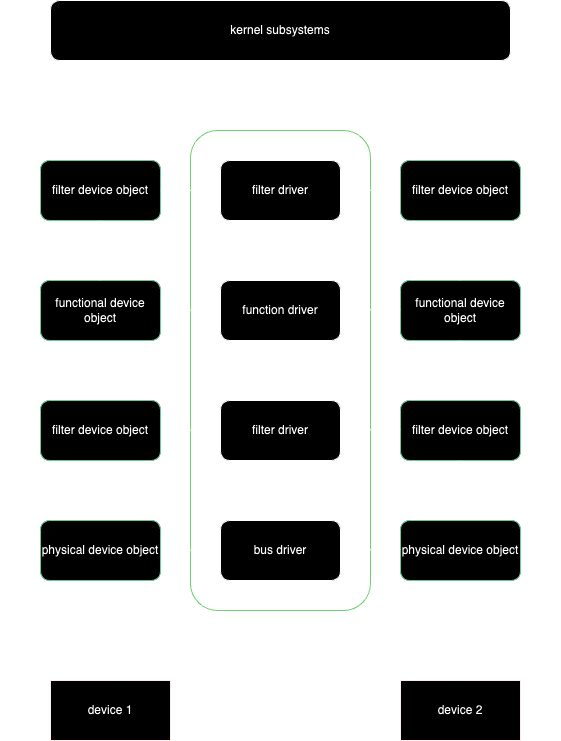 kernel subsystems
filter device object
filter driver
filter device object
functional device
object
function driver
functional device
object
filter device object
filter driver
filter device object
physical device object
bus driver
physical device object
device 1
device 2